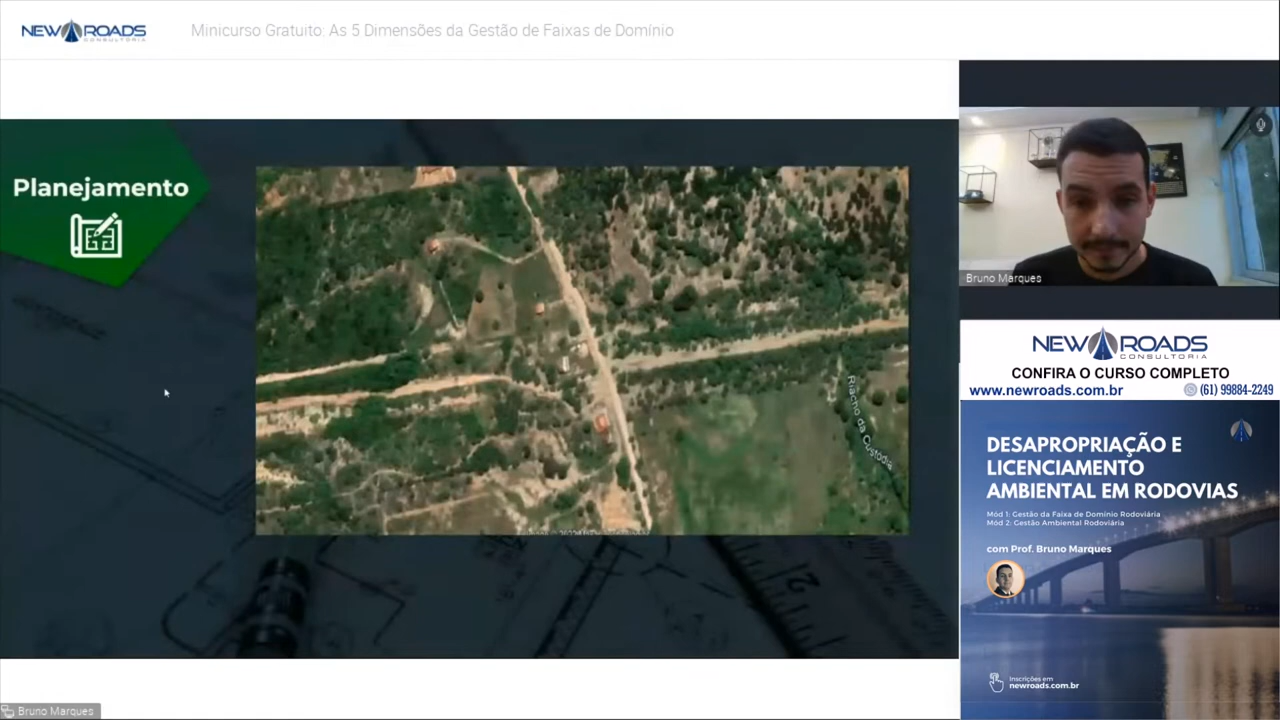 NEW ROADS
CONSULTORIA
Minicurso Gratuito: As 5 Dimensões da Gestão de Faixas de Domínio
Planejamento
Riacho da Custódia
2
Bruno Marques
NEW ROADS
CONSULTORIA
CONFIRA O CURSO COMPLETO
www.newroads.com.br (61) 99884-2249
DESAPROPRIAÇÃO E
LICENCIAMENTO
AMBIENTAL EM RODOVIAS
Mód 1: Gestão da Faixa de Domínio Rodoviária
Mód 2: Gestão Ambiental Rodoviária
com Prof. Bruno Marques
Inscrições em
newroads.com.br
Bruno Marques